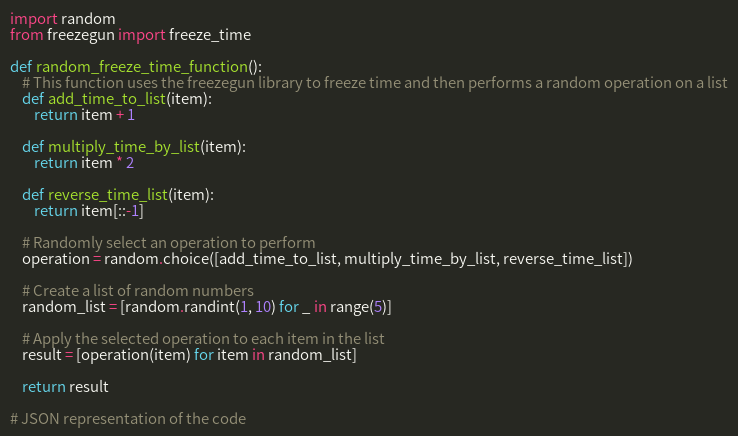 import random
from freezegun import freeze_time
def random_freeze_time_function():
# This function uses the freezegun library to freeze time and then performs a random operation on a list
def add_time_to_list(item):
return item + 1
def multiply_time_by_list(item):
return item * 2
def reverse_time_list(item):
return item[::-1]
# Randomly select an operation to perform
operation = random.choice([add_time_to_list, multiply_time_by_list, reverse_time_list])
# Create a list of random numbers
random_list = [random.randint(1, 10) for _ in range(5)]
# Apply the selected operation to each item in the list
result = [operation(item) for item in random_list]
return result
# JSON representation of the code